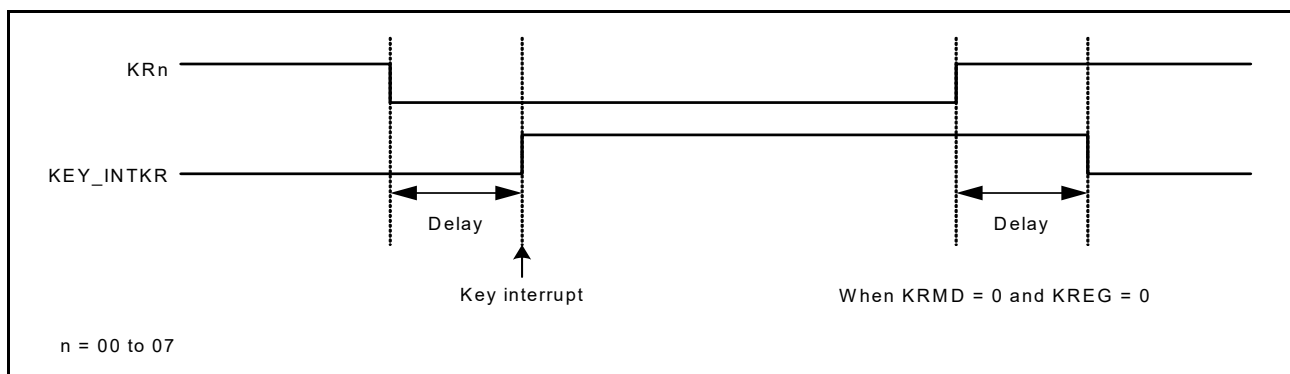 KRn
KEY_INTKR
Delay
Delay
Key interrupt
When KRMD = 0 and KREG = 0
n = 00 to 07